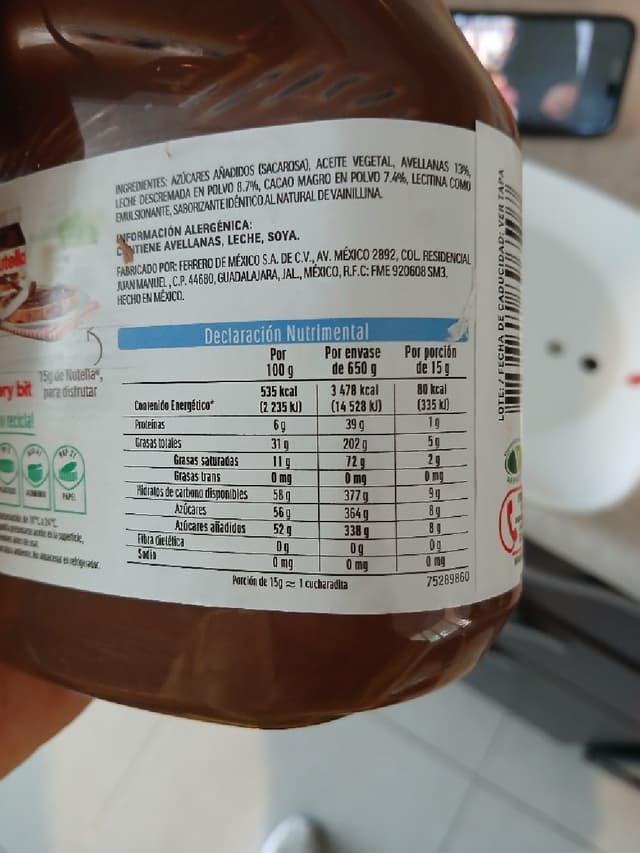 INGREDIENTES: AZÚCARES AÑADIDOS (SACAROSA), ACEITE VEGETAL, AVELLANAS 13%,
LECHE DESCREMADA EN POLVO 8.7%, CACAO MAGRO EN POLVO 7.4%, LECITINA COMO
EMULSIONANTE, SABORIZANTE IDÉNTICO AL NATURAL DE VAINILLINA.
INFORMACIÓN ALERGÉNICA:
CONTIENE AVELLANAS, LECHE, SOYA.
FABRICADO POR: FERRERO DE MÉXICO S.A. DE C.V., AV. MÉXICO 2892, COL. RESIDENCIAL
JUAN MANUEL, C.P. 44680, GUADALAJARA, JAL., MÉXICO, R.F.C: FME 920608 SM3.
HECHO EN MÉXICO.
Declaración Nutrimental
Por 100 g Por envase de 650 g Por porción de 15 g
Contenido Energético* 535 kcal (2 235 kJ) 3 478 kcal (14 528 kJ) 80 kcal (335 kJ)
Proteínas 6 g 39 g 1 g
Grasas totales 31 g 202 g 5 g
Grasas saturadas 11 g 72 g 2 g
Grasas trans 0 mg 0 mg 0 mg
Hidratos de carbono disponibles 58 g 377 g 9 g
Azúcares 56 g 364 g 8 g
Azúcares añadidos 52 g 338 g 8 g
Fibra dietética 0 g 0 g 0 g
Sodio 0 mg 0 mg 0 mg
Porción de 15g ≈ 1 cucharadita
75289860
15g de Nutella®,
para disfrutar
ry bit
PAPEL
LOTE: / FECHA DE CADUCIDAD: VER TAPA